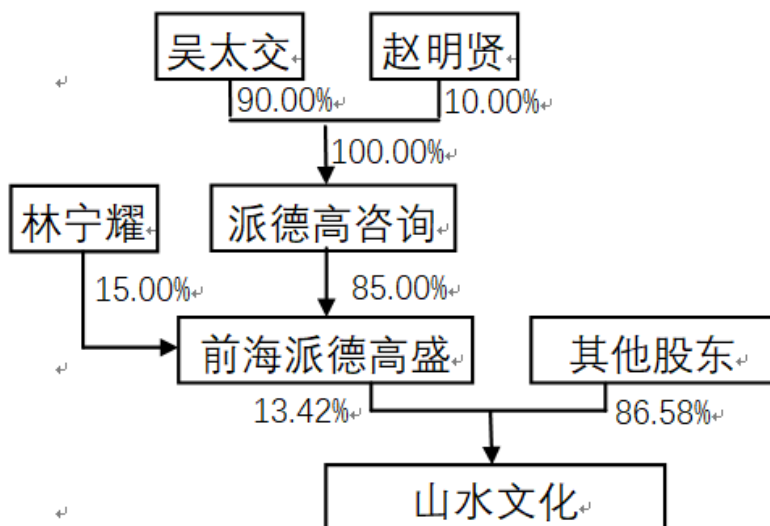 吴太交 赵明贤
90.00% 10.00%
100.00%
林宁耀 派德高咨询
15.00% 85.00%
前海派德高盛 其他股东
13.42% 86.58%
山水文化